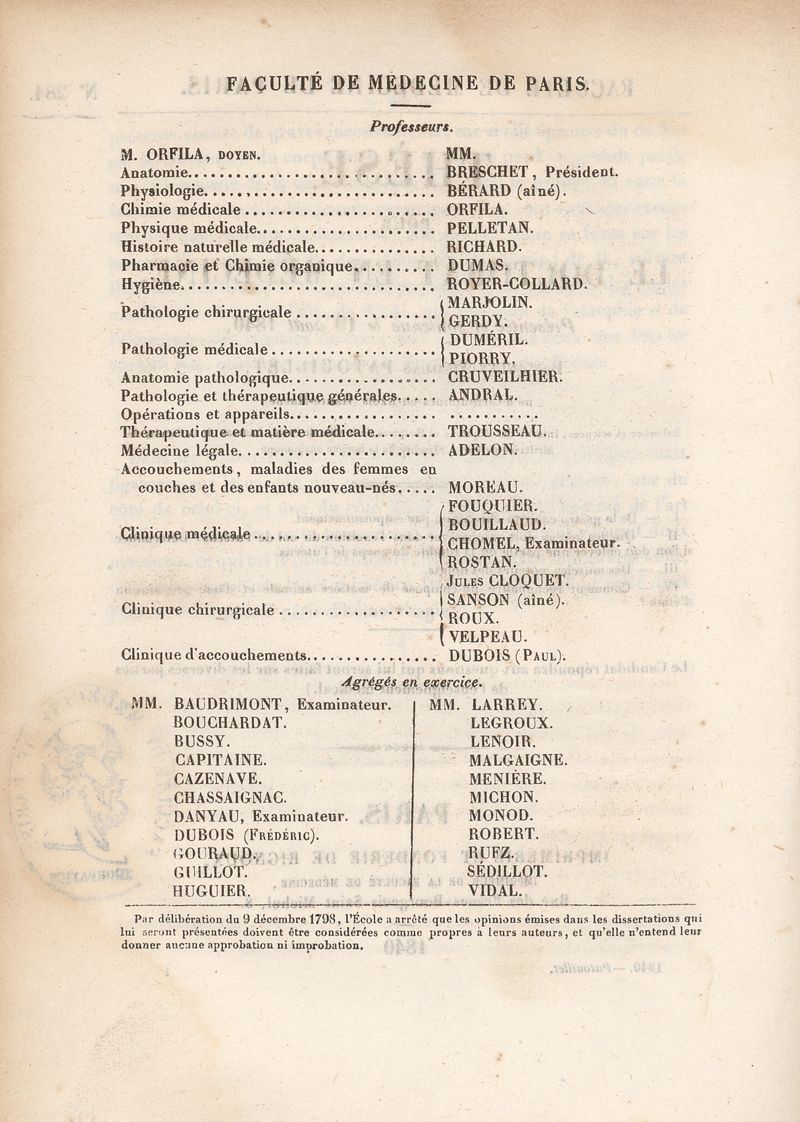 FACULTÉ DE MÉDECINE DE PARIS.
Professeurs.
M. ORFILA, DOYEN. MM.
Anatomie. BRESCHET, Président.
Physiologie. BÉRARD (aîné).
Chimie médicale ORFILA.
Physique médicale. PELLETAN.
Histoire naturelle médicale. RICHARD.
Pharmacie et Chimie organique. DUMAS.
Hygiène. ROYER-COLLARD.
Pathologie chirurgicale MARJOLIN.
GERDY.
Pathologie médicale DUMÉRIL.
PIORRY.
Anatomie pathologique. CRUVEILHIER.
Pathologie et thérapeutique générales. ANDRAL.
Opérations et appareils. ...........
Thérapeutique et matière médicale. TROUSSEAU.
Médecine légale. ADELON.
Accouchements, maladies des femmes en
couches et des enfants nouveau-nés. MOREAU.
Clinique médicale FOUQUIER.
BOUILLAUD.
CHOMEL, Examinateur.
ROSTAN.
Clinique chirurgicale JULES CLOQUET.
SANSON (aîné).
ROUX.
VELPEAU.
Clinique d'accouchements. DUBOIS (PAUL).
Agrégés en exercice.
MM. BAUDRIMONT, Examinateur.
BOUCHARDAT.
BUSSY.
CAPITAINE.
CAZENAVE.
CHASSAIGNAC.
DANYAU, Examinateur.
DUBOIS (FRÉDÉRIC).
GOURAUD.
GUILLOT.
HUGUIER.
MM. LARREY.
LEGROUX.
LENOIR.
MALGAIGNE.
MENIÈRE.
MICHON.
MONOD.
ROBERT.
RUFZ.
SÉDILLOT.
VIDAL.
Par délibération du 9 décembre 1798, l'École a arrêté que les opinions émises dans les dissertations qui
lui seront présentées doivent être considérées comme propres à leurs auteurs, et qu'elle n'entend leur
donner aucune approbation ni improbation.